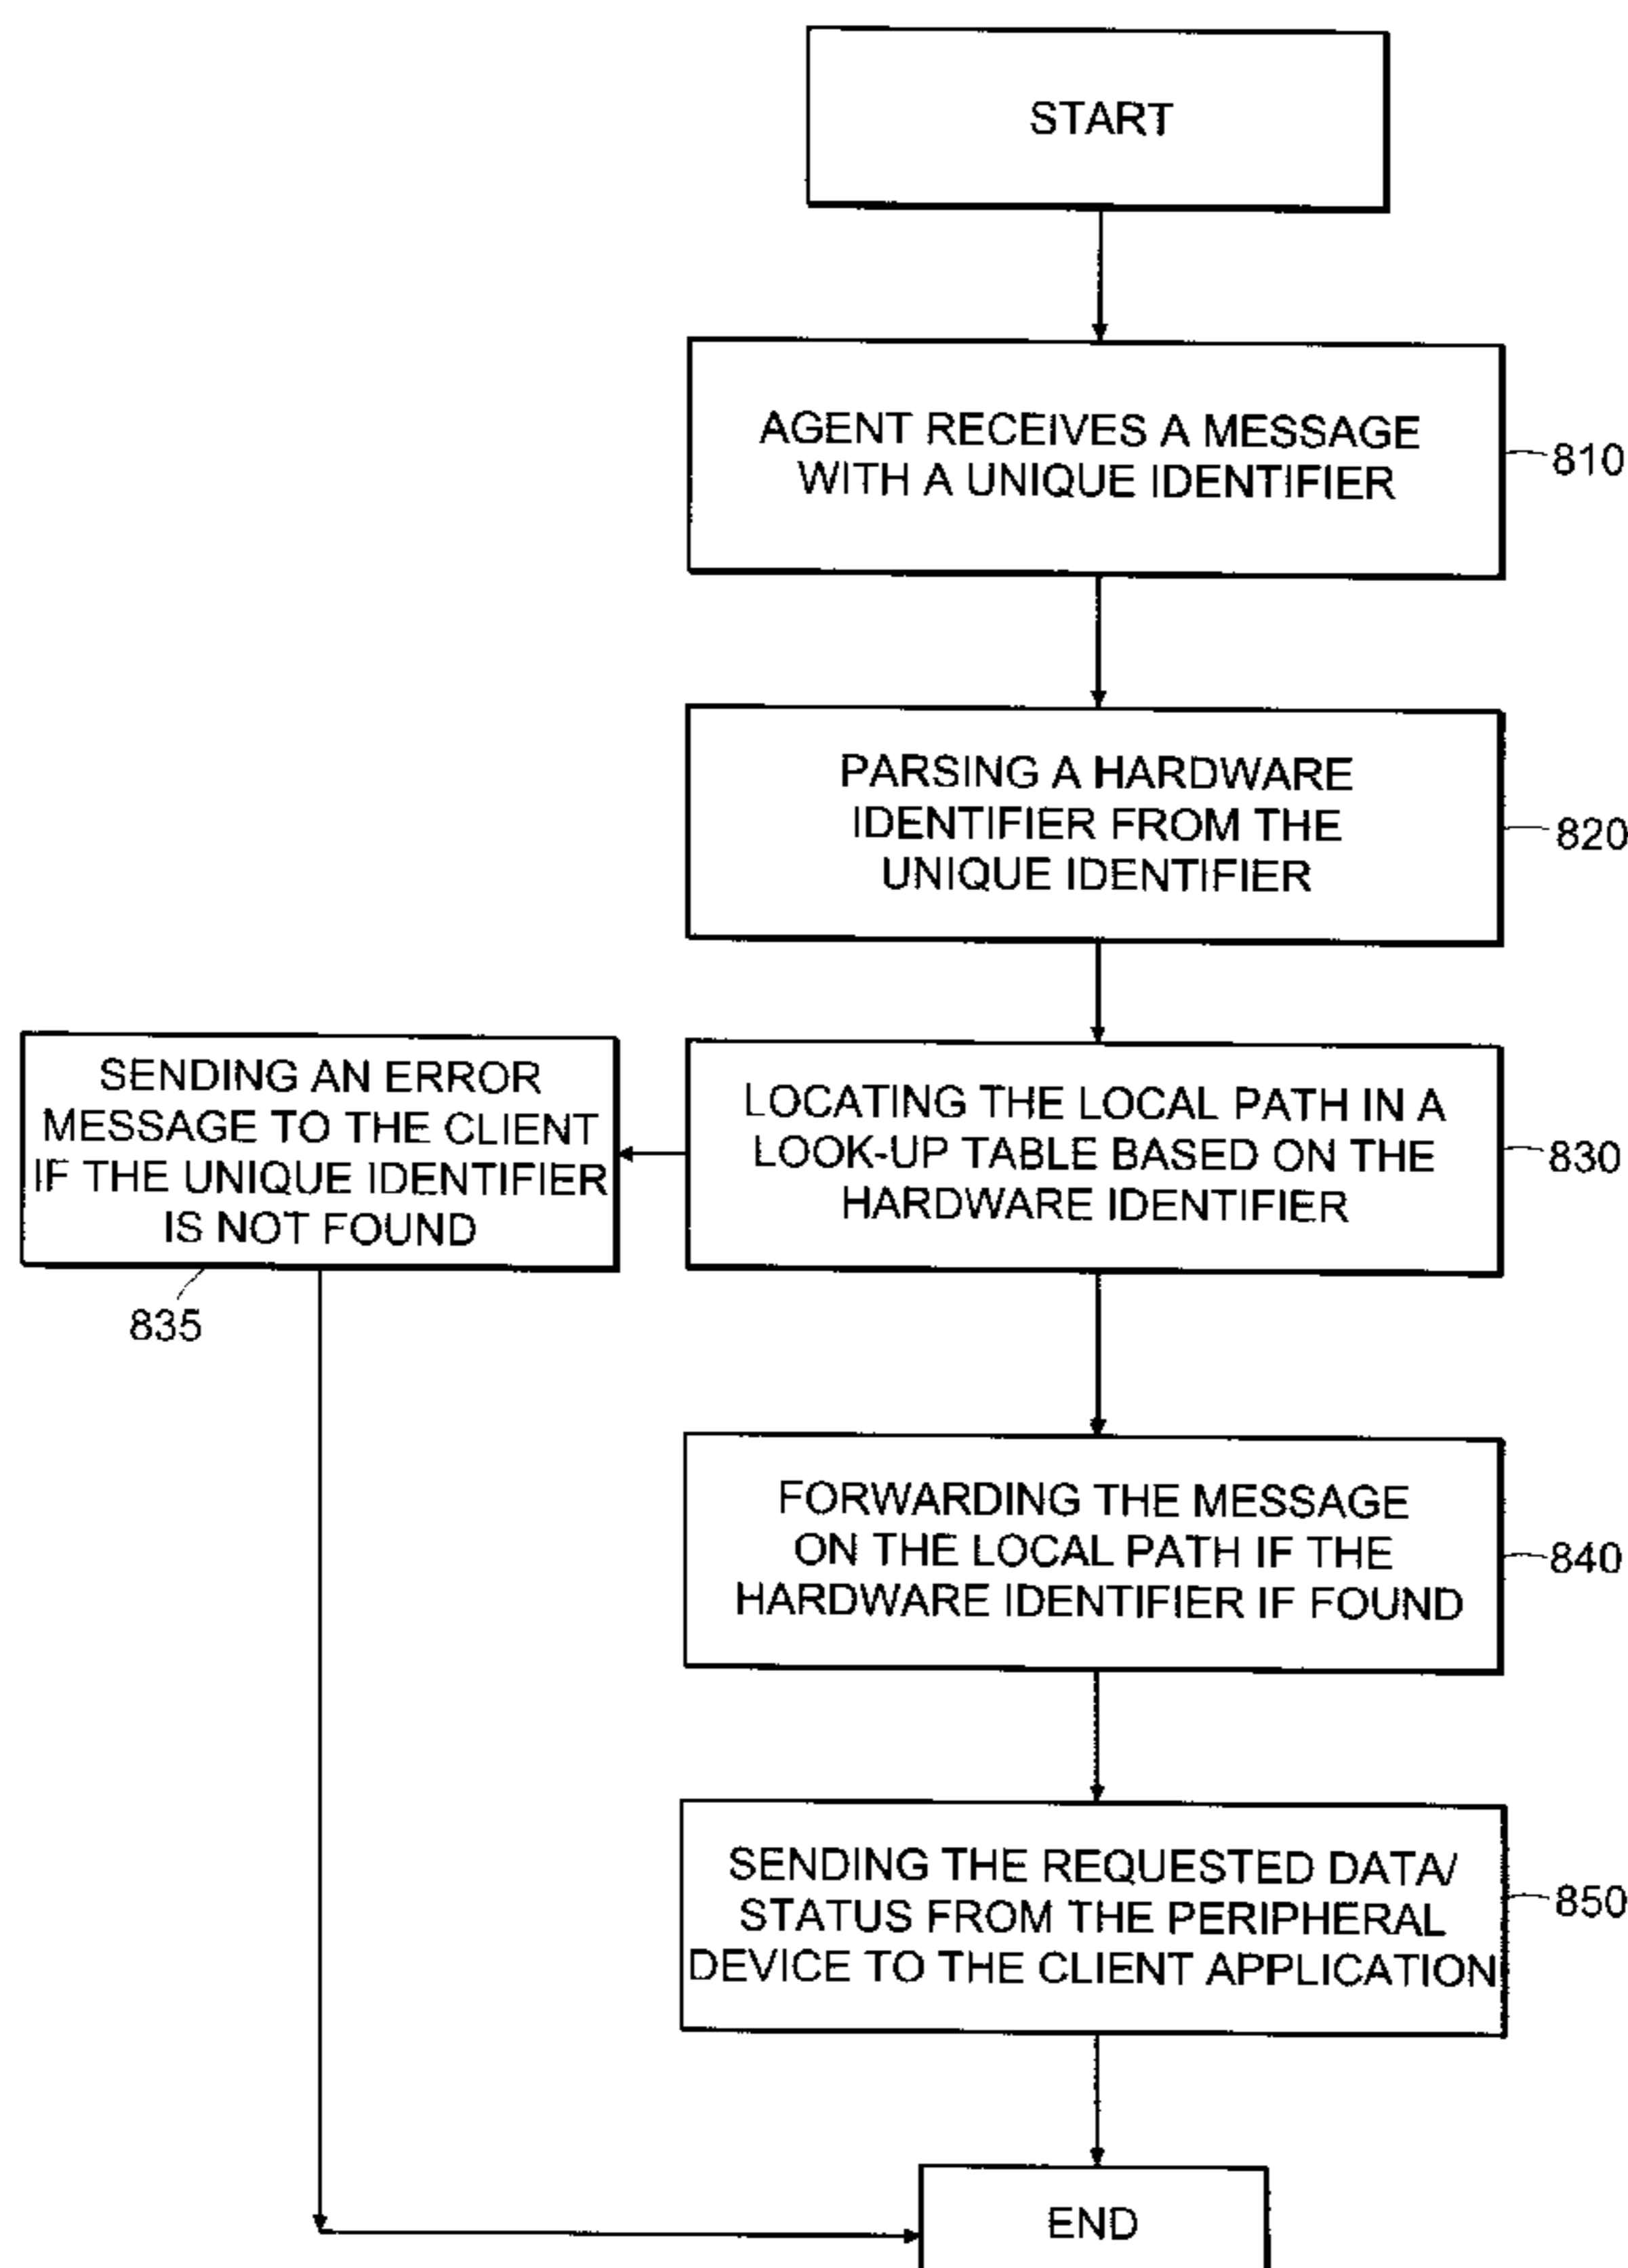 START
AGENT RECEIVES A MESSAGE
WITH A UNIQUE IDENTIFIER
810
PARSING A HARDWARE
IDENTIFIER FROM THE
UNIQUE IDENTIFIER
820
SENDING AN ERROR
MESSAGE TO THE CLIENT
IF THE UNIQUE IDENTIFIER
IS NOT FOUND
835
LOCATING THE LOCAL PATH IN A
LOOK-UP TABLE BASED ON THE
HARDWARE IDENTIFIER
830
FORWARDING THE MESSAGE
ON THE LOCAL PATH IF THE
HARDWARE IDENTIFIER IF FOUND
840
SENDING THE REQUESTED DATA/
STATUS FROM THE PERIPHERAL
DEVICE TO THE CLIENT APPLICATION
850
END